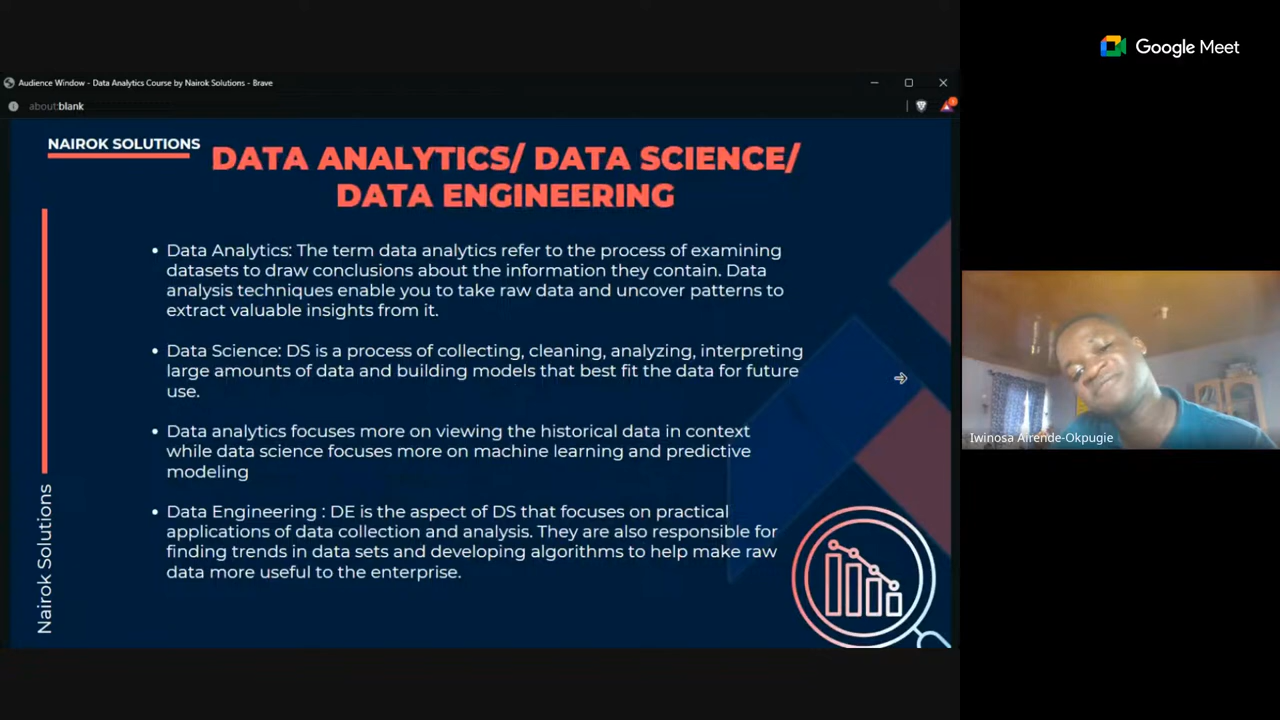 Google Meet
Audience Window - Data Analytics Course by Nairok Solutions - Brave
about:blank
NAIROK SOLUTIONS
DATA ANALYTICS/ DATA SCIENCE/
DATA ENGINEERING
• Data Analytics: The term data analytics refer to the process of examining
datasets to draw conclusions about the information they contain. Data
analysis techniques enable you to take raw data and uncover patterns to
extract valuable insights from it.
• Data Science: DS is a process of collecting, cleaning, analyzing, interpreting
large amounts of data and building models that best fit the data for future
use.
• Data analytics focuses more on viewing the historical data in context
while data science focuses more on machine learning and predictive
modeling
• Data Engineering : DE is the aspect of DS that focuses on practical
applications of data collection and analysis. They are also responsible for
finding trends in data sets and developing algorithms to help make raw
data more useful to the enterprise.
Nairok Solutions
Iwinosa Airende-Okpugie